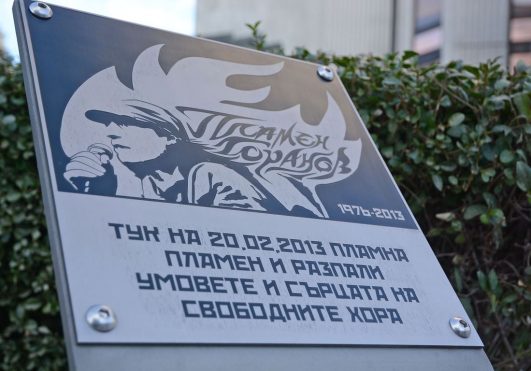 Пламен
Горанов
1976-2013
ТУК НА 20.02.2013 ПЛАМНА
ПЛАМЕН И РАЗПАЛИ
УМОВЕТЕ И СЪРЦАТА НА
СВОБОДНИТЕ ХОРА